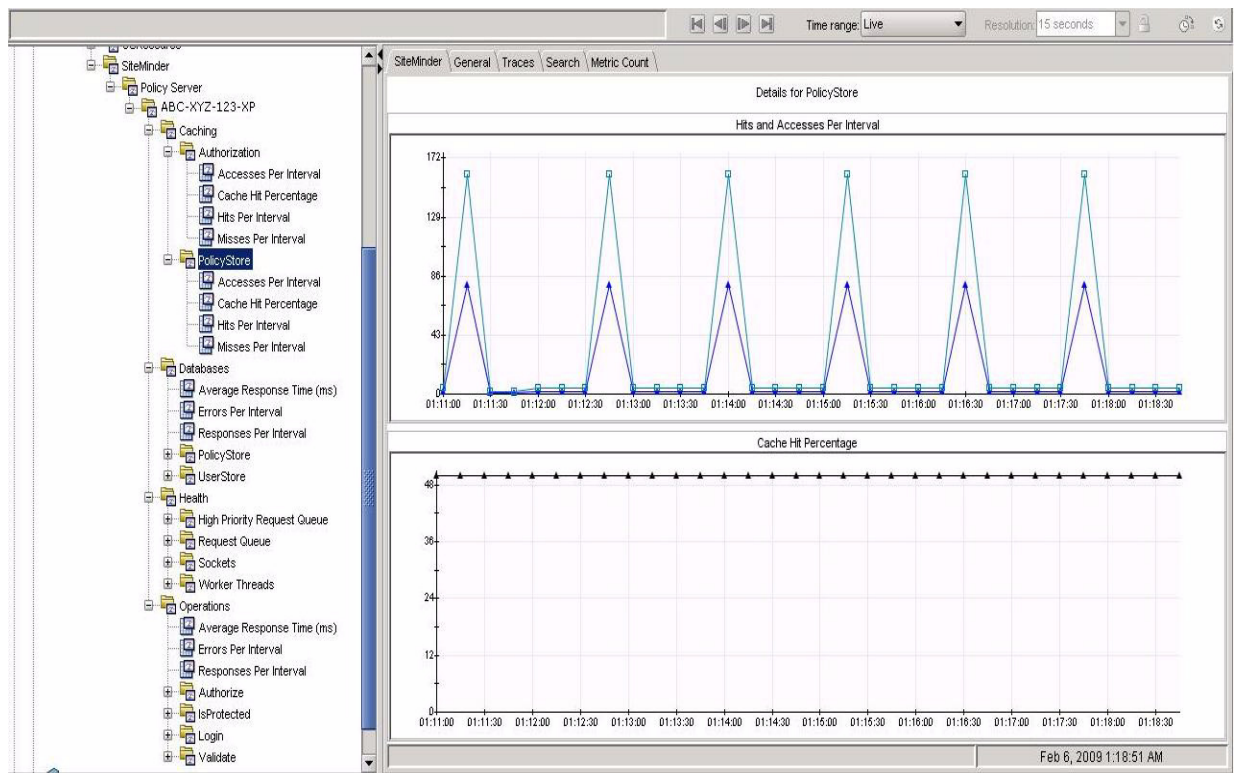 Time range: Live Resolution: 15 seconds
SiteMinder
Policy Server
ABC-XYZ-123-XP
Caching
Authorization
Accesses Per Interval
Cache Hit Percentage
Hits Per Interval
Misses Per Interval
PolicyStore
Accesses Per Interval
Cache Hit Percentage
Hits Per Interval
Misses Per Interval
Databases
Average Response Time (ms)
Errors Per Interval
Responses Per Interval
PolicyStore
UserStore
Health
High Priority Request Queue
Request Queue
Sockets
Worker Threads
Operations
Average Response Time (ms)
Errors Per Interval
Responses Per Interval
Authorize
IsProtected
Login
Validate
SiteMinder General Traces Search Metric Count
Details for PolicyStore
Hits and Accesses Per Interval
172
129
86
43
0
01:11:00 01:11:30 01:12:00 01:12:30 01:13:00 01:13:30 01:14:00 01:14:30 01:15:00 01:15:30 01:16:00 01:16:30 01:17:00 01:17:30 01:18:00 01:18:30
Cache Hit Percentage
48
36
24
12
0
01:11:00 01:11:30 01:12:00 01:12:30 01:13:00 01:13:30 01:14:00 01:14:30 01:15:00 01:15:30 01:16:00 01:16:30 01:17:00 01:17:30 01:18:00 01:18:30
Feb 6, 2009 1:18:51 AM